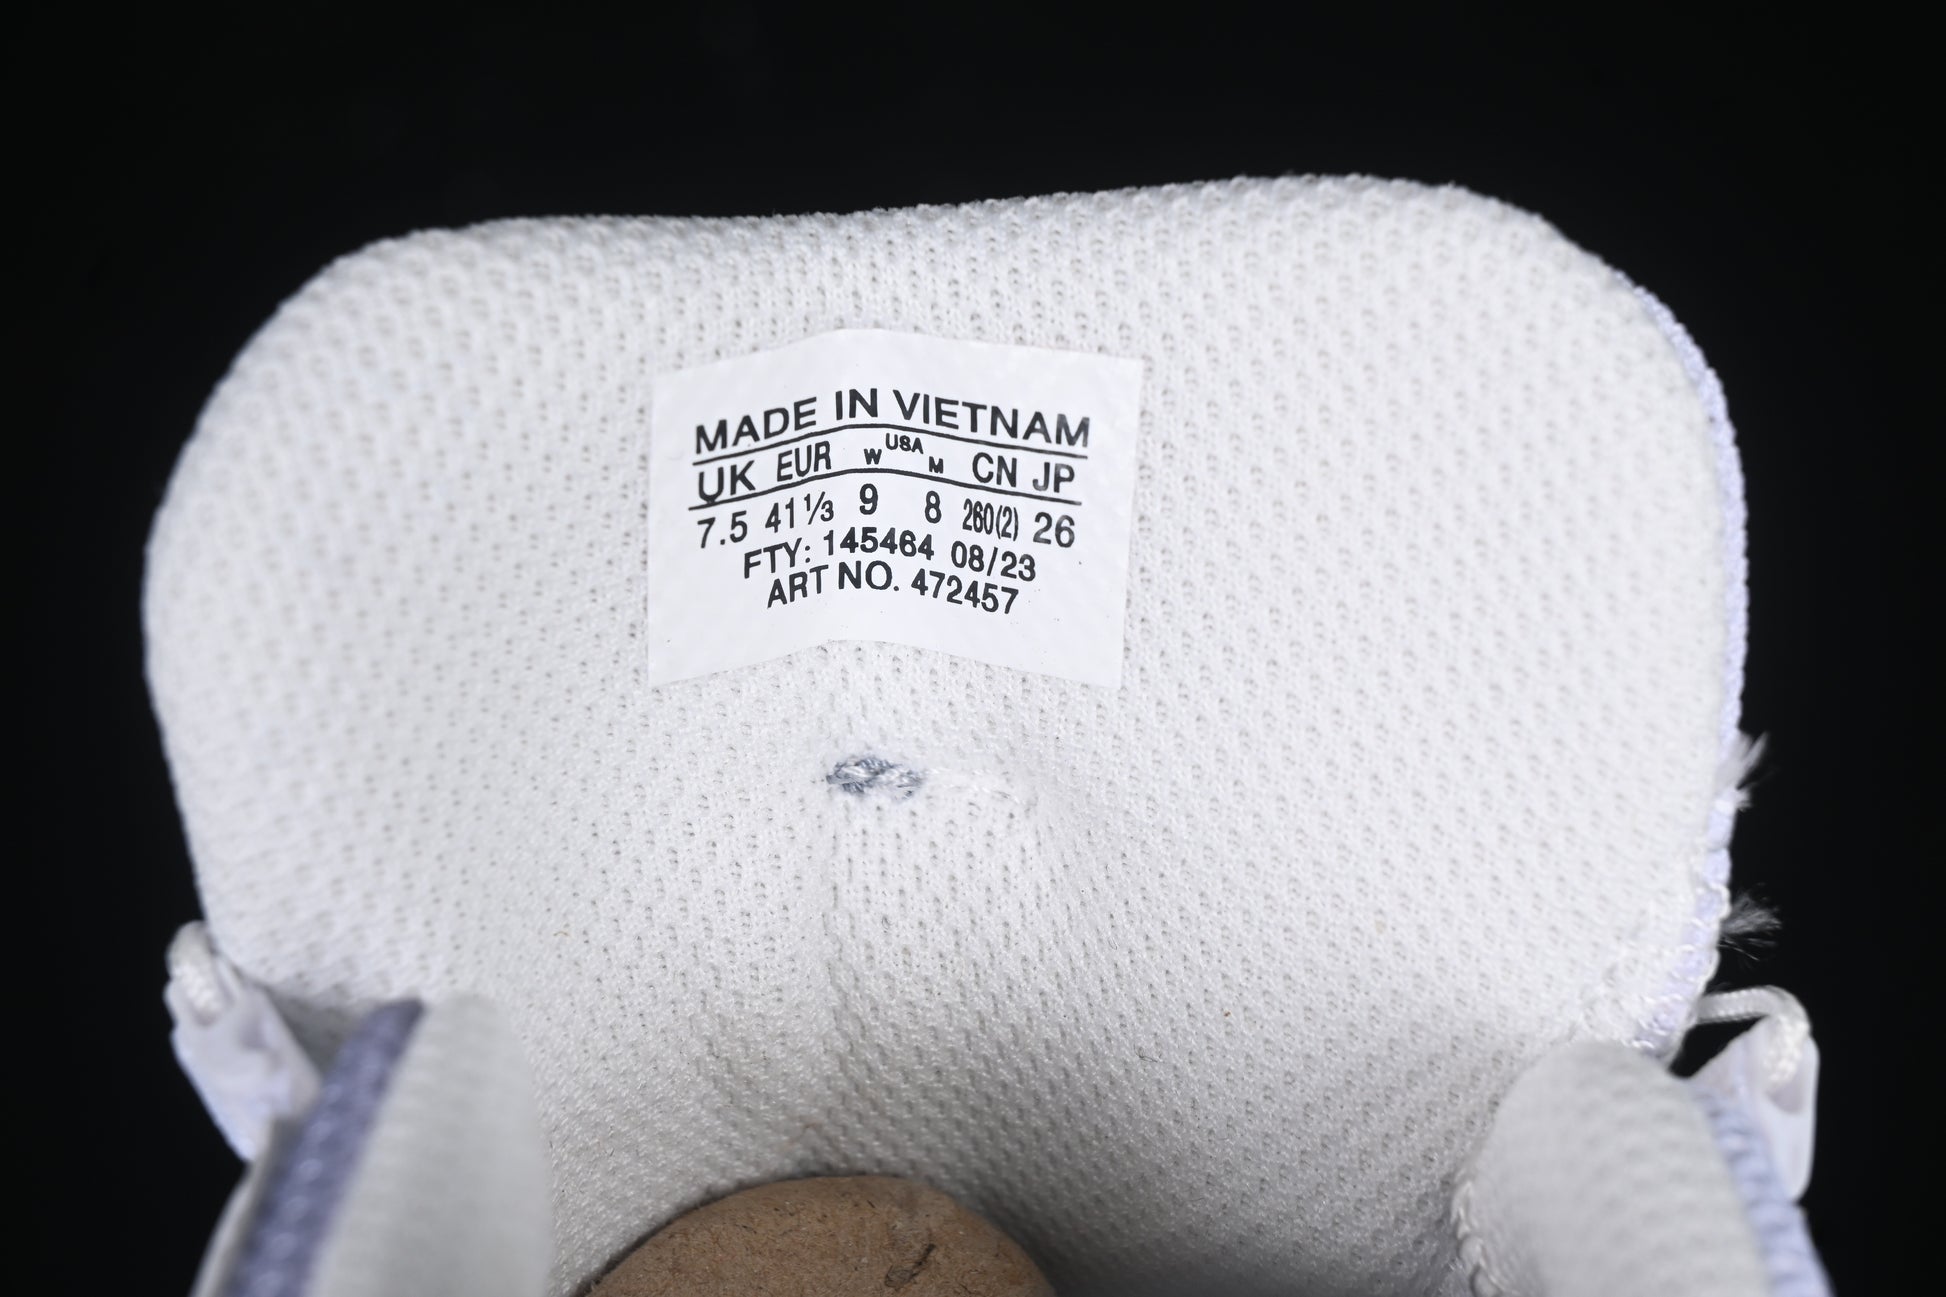 MADE IN VIETNAM
UK EUR W USA M CN JP
7.5 41⅓ 9 8 260(2) 26
FTY: 145464 08/23
ART NO. 472457